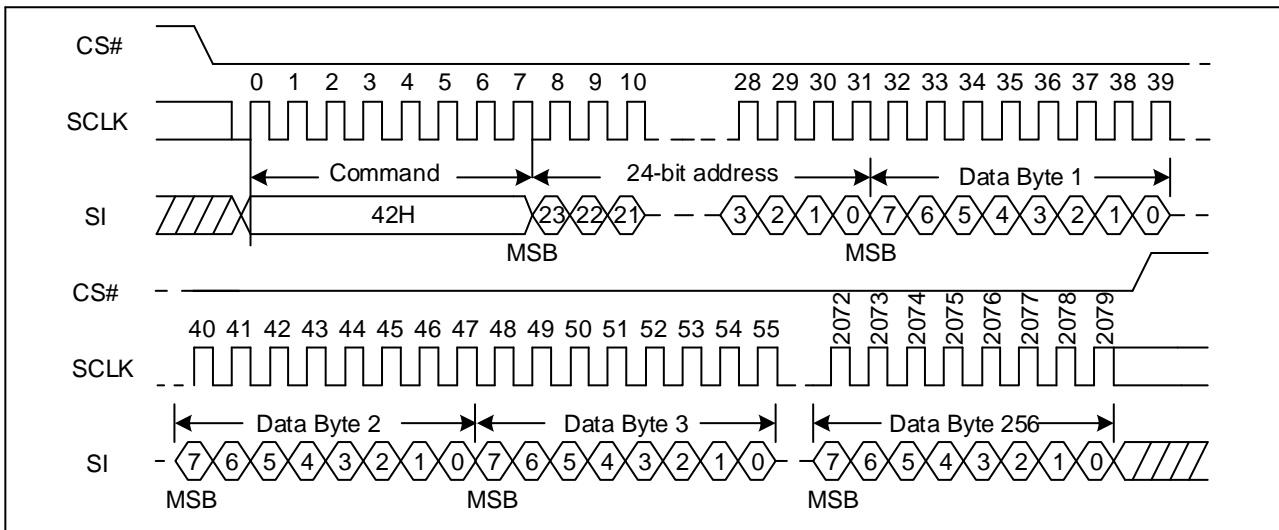 CS#
0 1 2 3 4 5 6 7 8 9 10 28 29 30 31 32 33 34 35 36 37 38 39
SCLK
Command 24-bit address Data Byte 1
SI 42H 23 22 21 3 2 1 0 7 6 5 4 3 2 1 0
MSB MSB
CS#
40 41 42 43 44 45 46 47 48 49 50 51 52 53 54 55 2072 2073 2074 2075 2076 2077 2078 2079
SCLK
Data Byte 2 Data Byte 3 Data Byte 256
SI 7 6 5 4 3 2 1 0 7 6 5 4 3 2 1 0 7 6 5 4 3 2 1 0
MSB MSB MSB